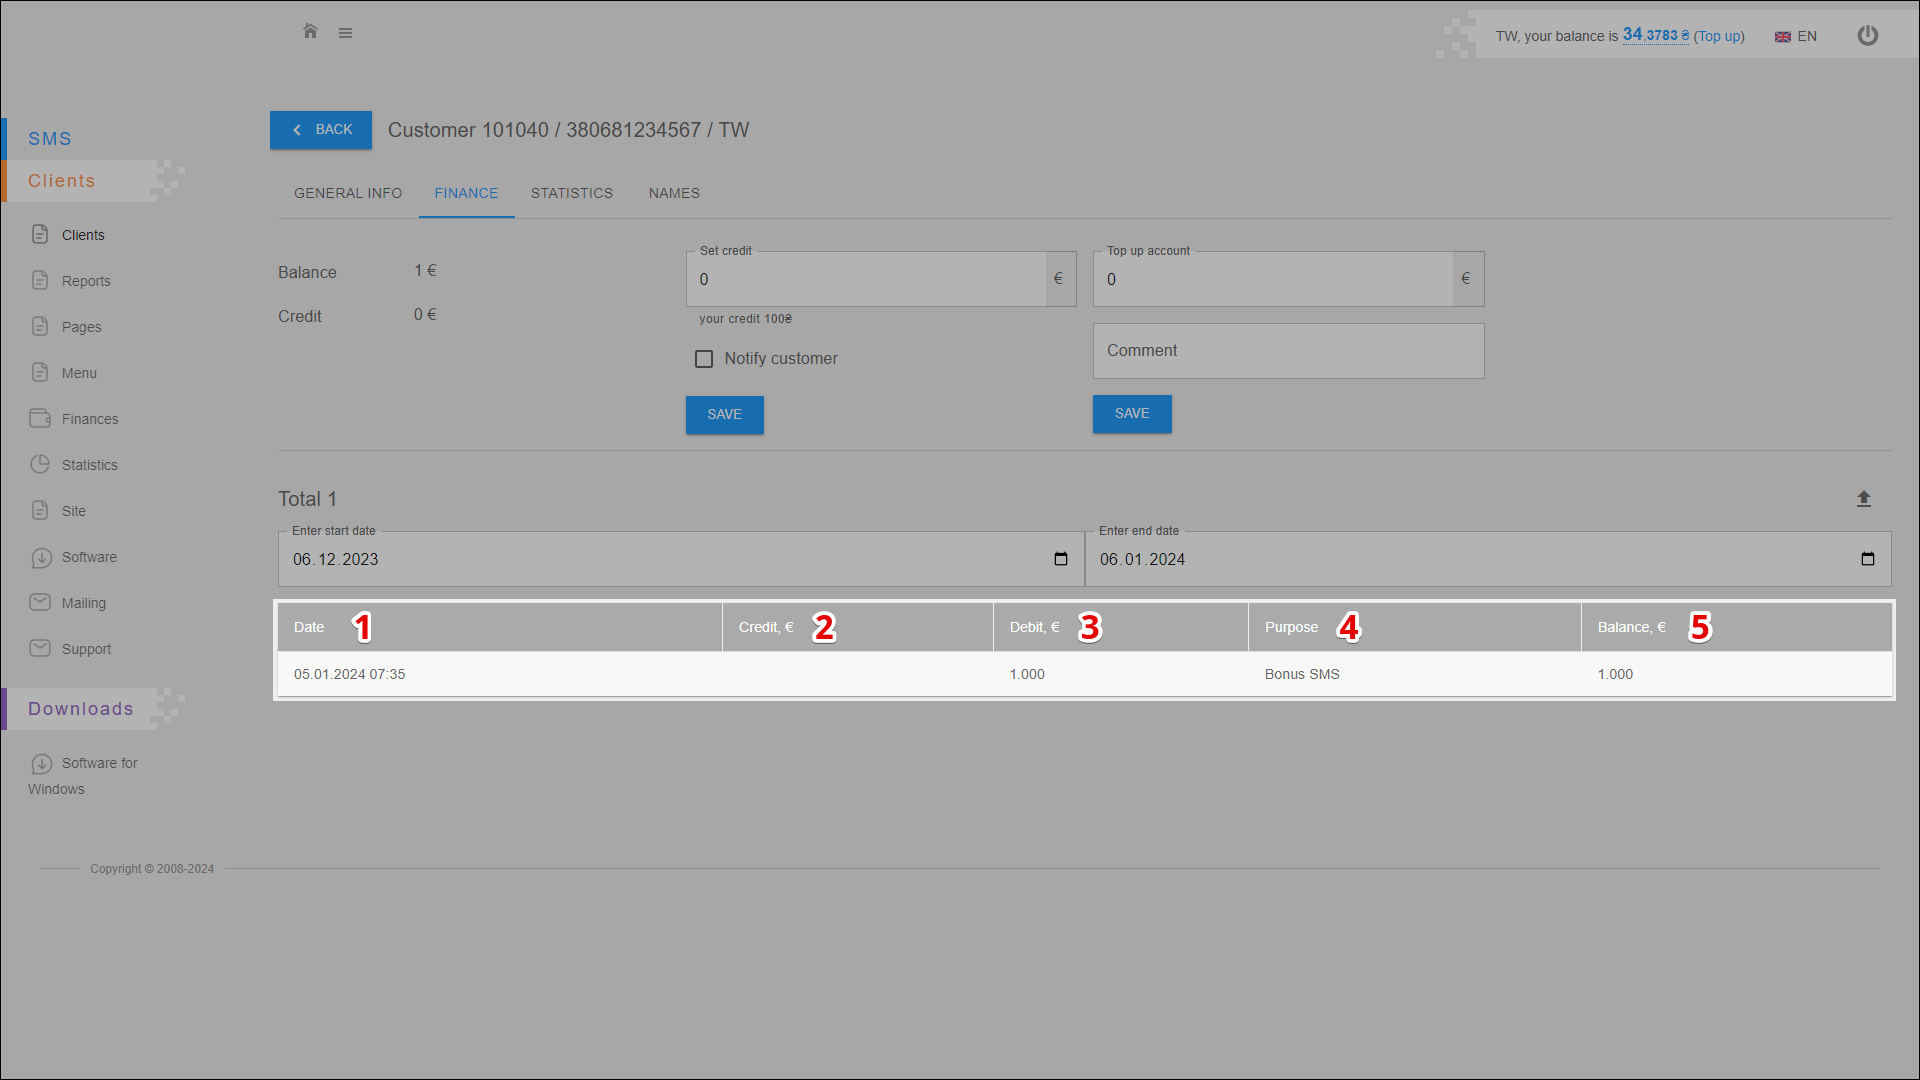 TW, your balance is 34,3783 ₴ (Top up)
EN
SMS
Clients
Clients
Reports
Pages
Menu
Finances
Statistics
Site
Software
Mailing
Support
Downloads
Software for
Windows
BACK
Customer 101040 / 380681234567 / TW
GENERAL INFO
FINANCE
STATISTICS
NAMES
Balance 1 €
Credit 0 €
Set credit
0 €
your credit 100₴
Notify customer
SAVE
Top up account
0 €
Comment
SAVE
Total 1
Enter start date
06.12.2023
Enter end date
06.01.2024
Date 1 Credit, € 2 Debit, € 3 Purpose 4 Balance, € 5
05.01.2024 07:35 1.000 Bonus SMS 1.000
Copyright © 2008-2024